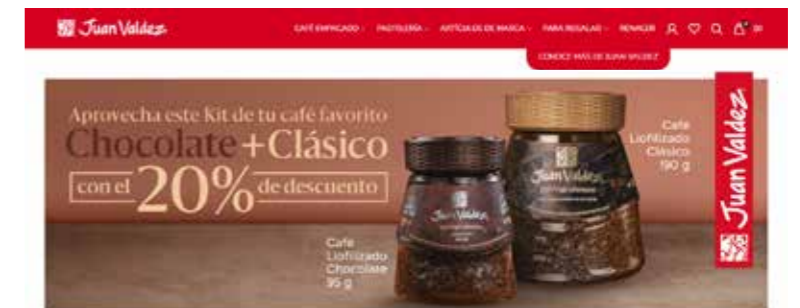 Juan Valdez
CAFÉ EMPACADO PASTELERÍA ARTÍCULOS DE MARCA PARA REGALAR RENACER
CONOCE MÁS DE JUAN VALDEZ
Aprovecha este Kit de tu café favorito
Chocolate + Clásico
con el 20% de descuento
Café
Liofilizado
Clásico
190 g
Juan Valdez
Juan Valdez
Café
Liofilizado
Chocolate
95 g
Juan Valdez